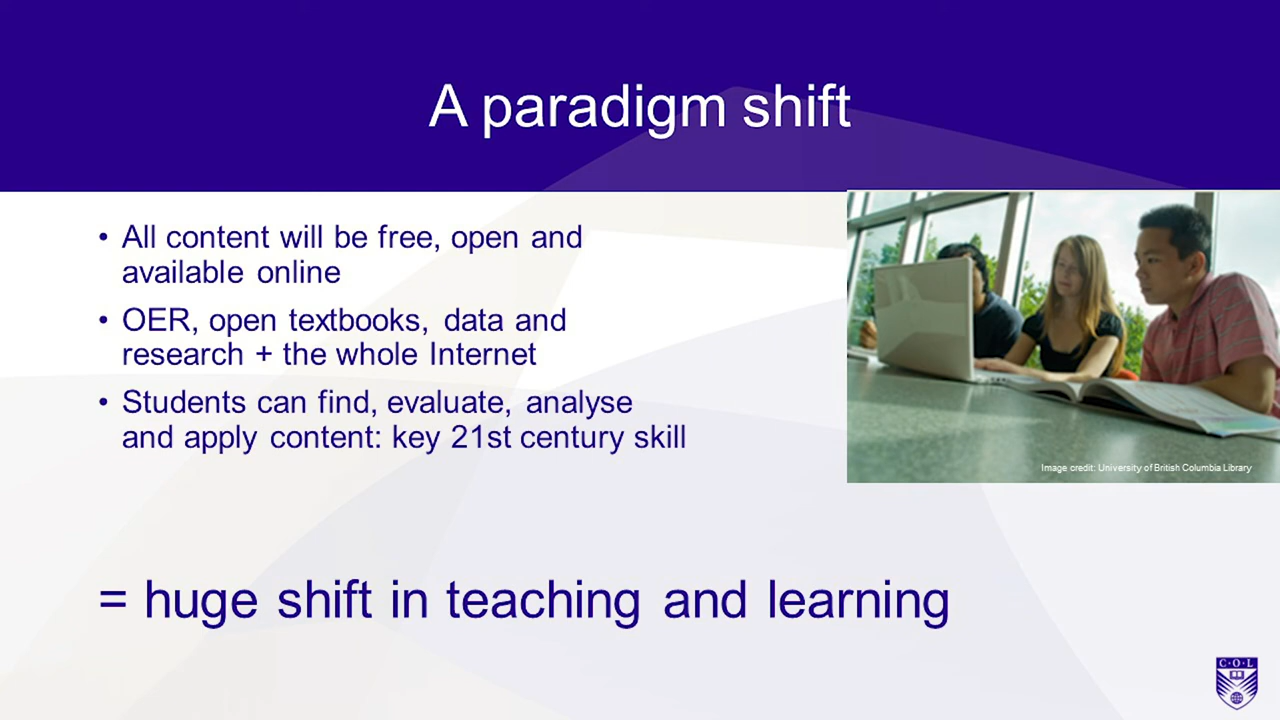 A paradigm shift
• All content will be free, open and
available online
• OER, open textbooks, data and
research + the whole Internet
• Students can find, evaluate, analyse
and apply content: key 21st century skill
Image credit: University of British Columbia Library
= huge shift in teaching and learning
C·O·L